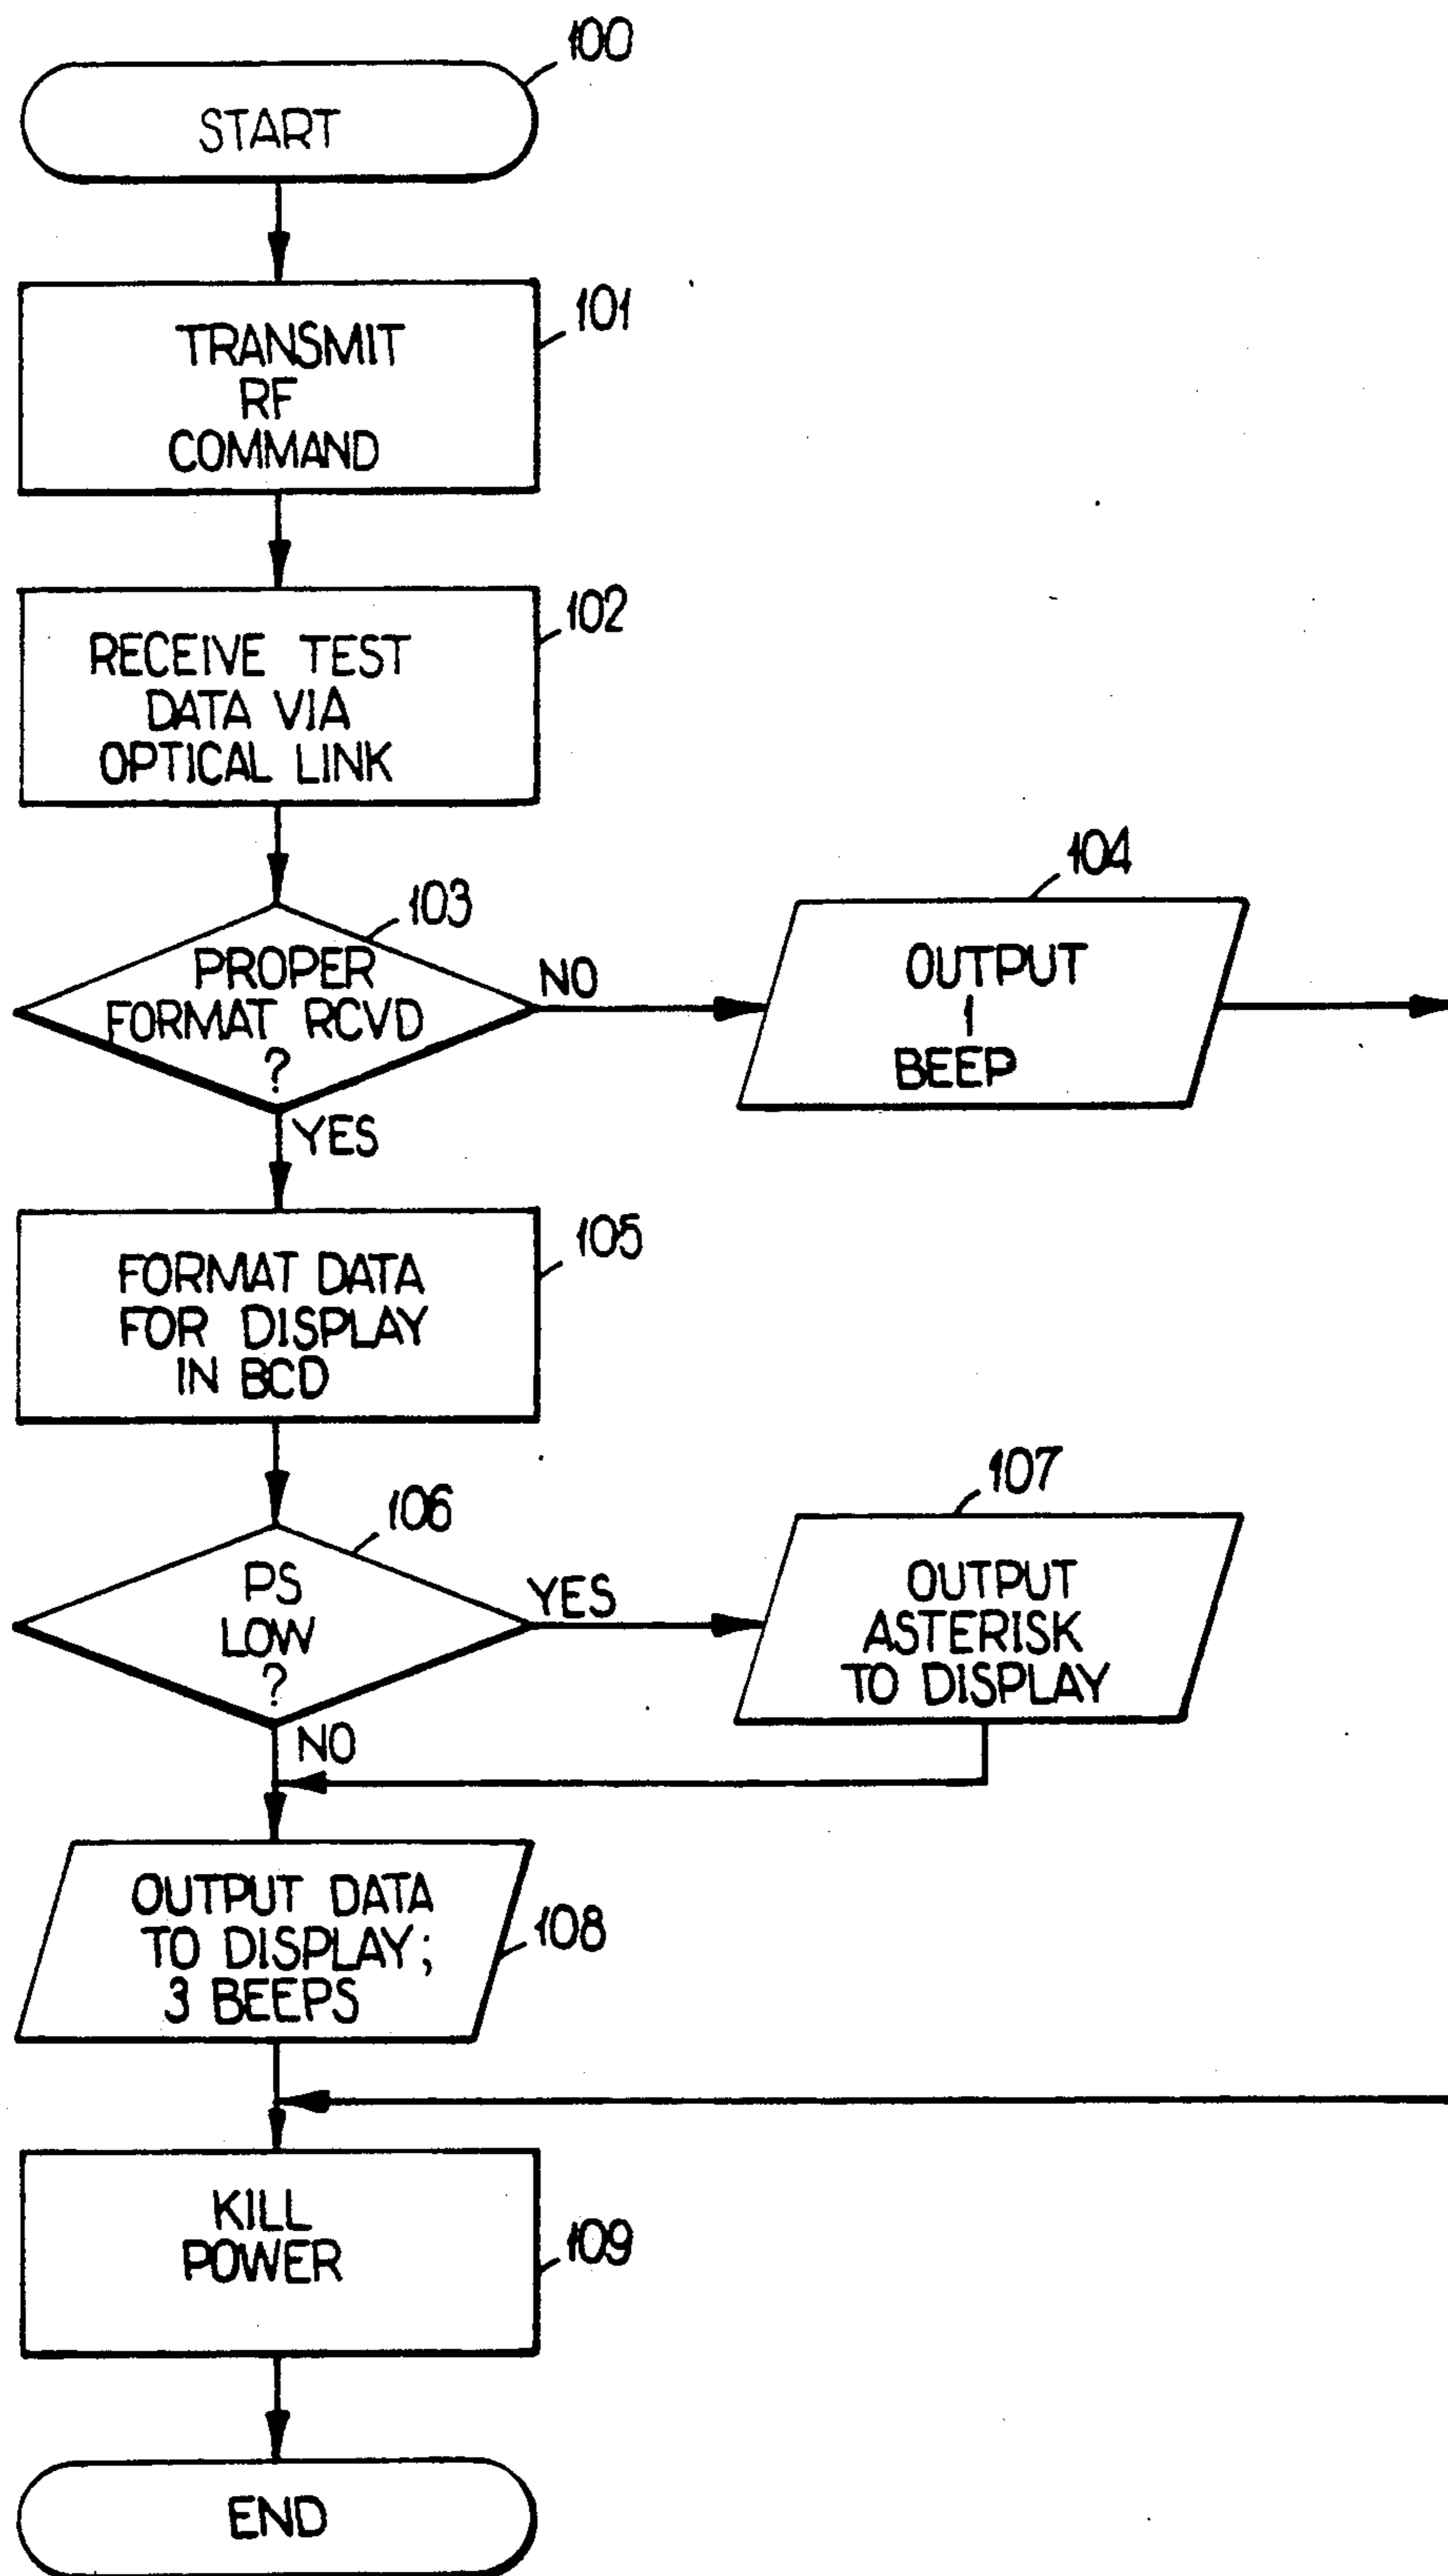 100
START
101
TRANSMIT
RF
COMMAND
102
RECEIVE TEST
DATA VIA
OPTICAL LINK
103
PROPER
FORMAT RCVD
?
NO
YES
104
OUTPUT
1
BEEP
105
FORMAT DATA
FOR DISPLAY
IN BCD
106
PS
LOW
?
YES
NO
107
OUTPUT
ASTERISK
TO DISPLAY
108
OUTPUT DATA
TO DISPLAY;
3 BEEPS
109
KILL
POWER
END